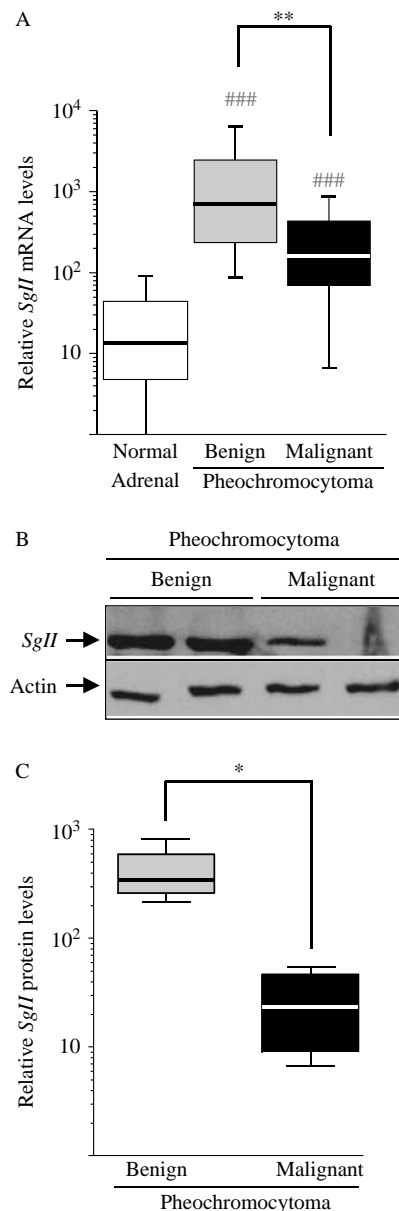 A
**
###
###
10⁴
10³
10²
10
Relative SgII mRNA levels
Normal Adrenal
Benign
Malignant
Pheochromocytoma
B
Pheochromocytoma
Benign
Malignant
SgII
Actin
C
*
10³
10²
10
Relative SgII protein levels
Benign
Malignant
Pheochromocytoma